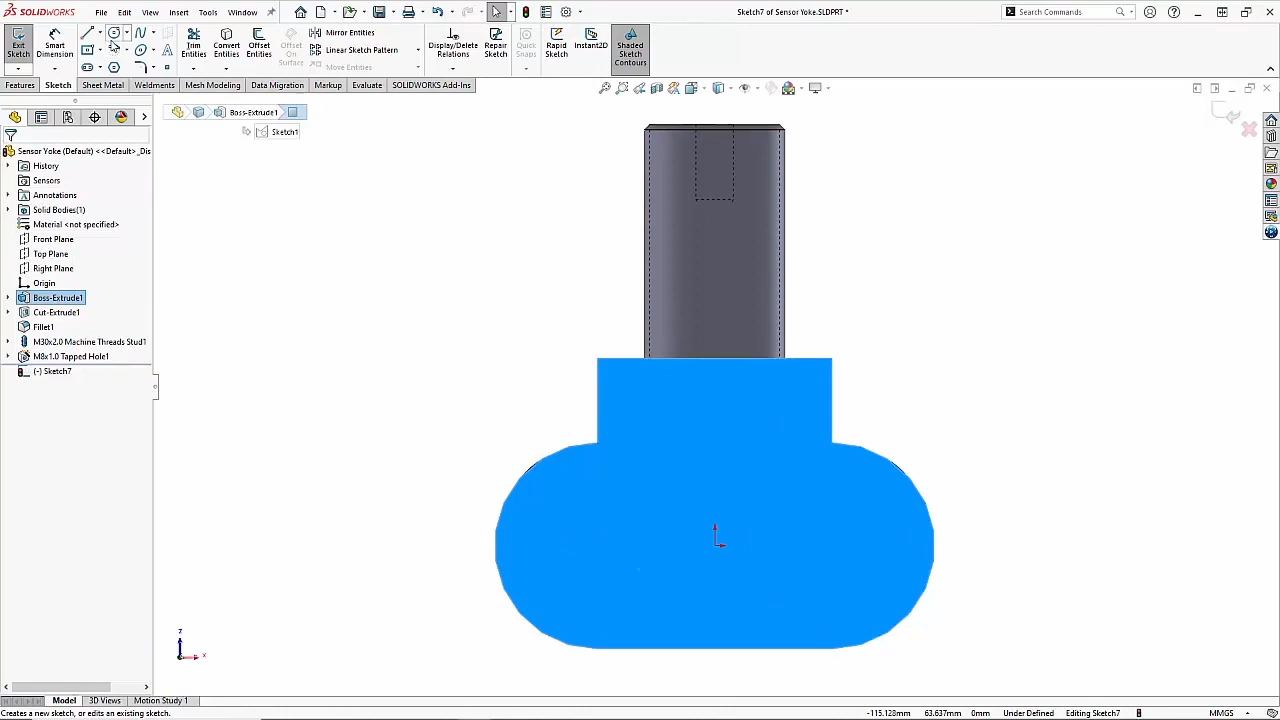 SOLIDWORKS
File Edit View Insert Tools Window
Sketch7 of Sensor Yoke.SLDPRT *
Search Commands
Exit Sketch
Smart Dimension
Trim Entities
Convert Entities
Offset Entities
Offset On Surface
Mirror Entities
Linear Sketch Pattern
Move Entities
Display/Delete Relations
Repair Sketch
Quick Snaps
Rapid Sketch
Instant2D
Shaded Sketch Contours
Features Sketch Sheet Metal Weldments Mesh Modeling Data Migration Markup Evaluate SOLIDWORKS Add-Ins
Boss-Extrude1
Sketch1
Sensor Yoke (Default) <<Default>_Dis
History
Sensors
Annotations
Solid Bodies(1)
Material <not specified>
Front Plane
Top Plane
Right Plane
Origin
Boss-Extrude1
Cut-Extrude1
Fillet1
M30x2.0 Machine Threads Stud1
M8x1.0 Tapped Hole1
(-) Sketch7
z
x
Model 3D Views Motion Study 1
Creates a new sketch, or edits an existing sketch.
-115.128mm 63.637mm 0mm Under Defined Editing Sketch7 MMGS